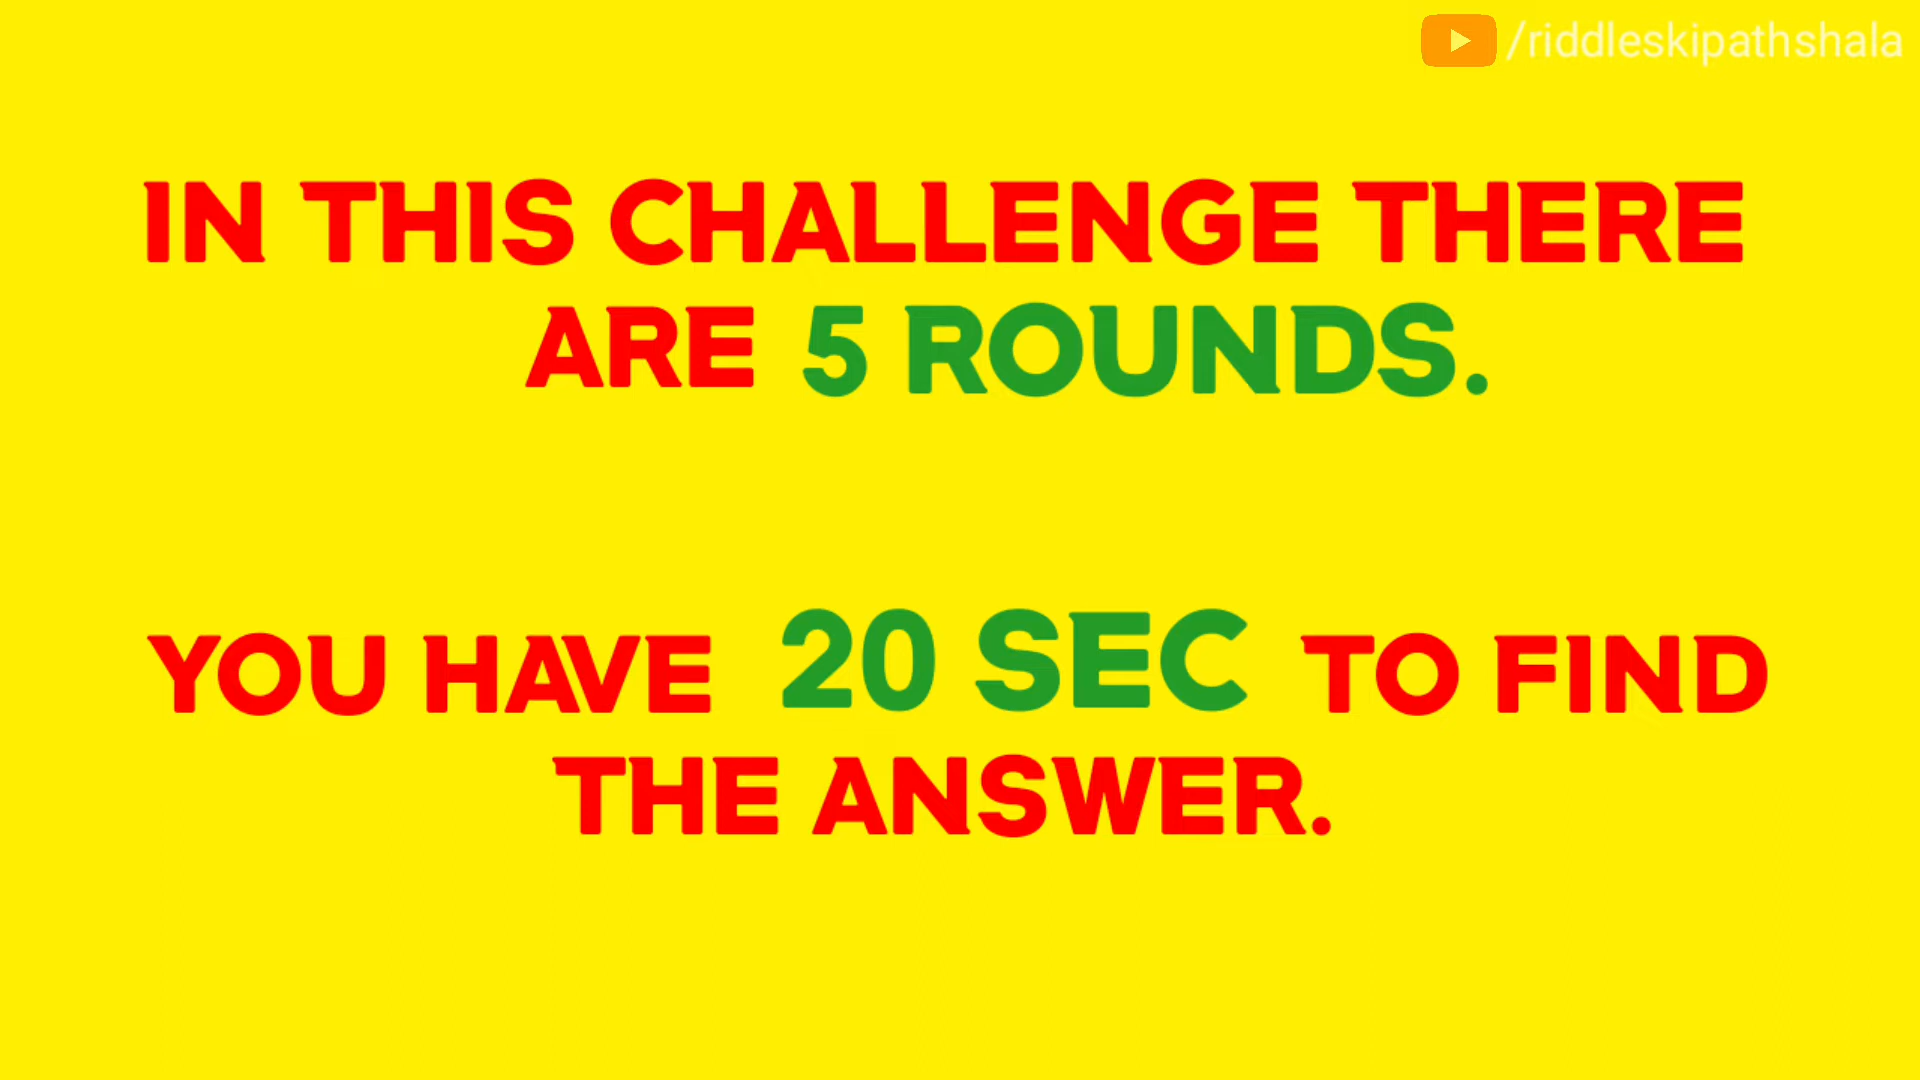 /riddleskipathshala
IN THIS CHALLENGE THERE
ARE 5 ROUNDS.
YOU HAVE 20 SEC TO FIND
THE ANSWER.